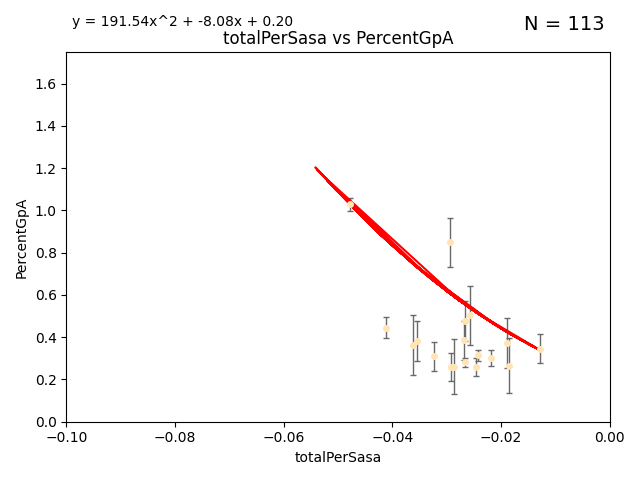 y = 191.54x^2 + -8.08x + 0.20
N = 113
totalPerSasa vs PercentGpA
1.6
1.4
1.2
1.0
0.8
0.6
0.4
0.2
0.0
PercentGpA
−0.10 −0.08 −0.06 −0.04 −0.02 0.00
totalPerSasa